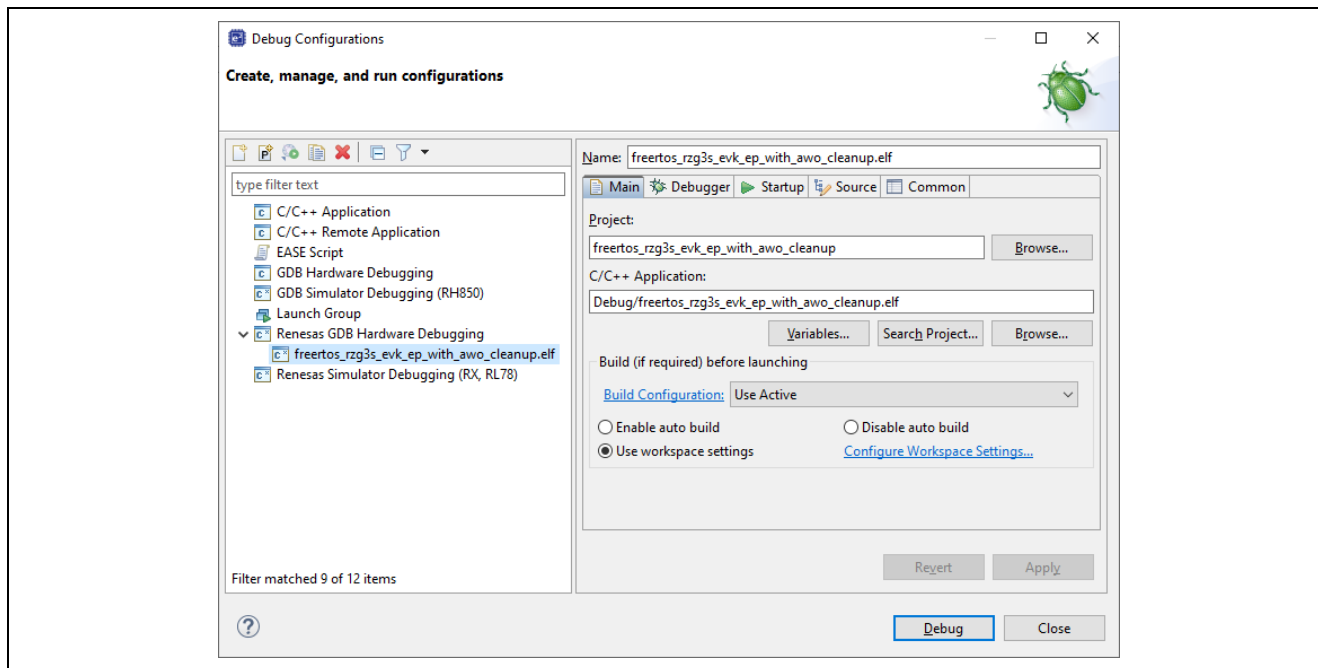 Debug Configurations
Create, manage, and run configurations
type filter text
C/C++ Application
C/C++ Remote Application
EASE Script
GDB Hardware Debugging
GDB Simulator Debugging (RH850)
Launch Group
Renesas GDB Hardware Debugging
freertos_rzg3s_evk_ep_with_awo_cleanup.elf
Renesas Simulator Debugging (RX, RL78)
Filter matched 9 of 12 items
Name: freertos_rzg3s_evk_ep_with_awo_cleanup.elf
Main Debugger Startup Source Common
Project:
freertos_rzg3s_evk_ep_with_awo_cleanup Browse...
C/C++ Application:
Debug/freertos_rzg3s_evk_ep_with_awo_cleanup.elf
Variables... Search Project... Browse...
Build (if required) before launching
Build Configuration: Use Active
Enable auto build Disable auto build
Use workspace settings Configure Workspace Settings...
Revert Apply
Debug Close